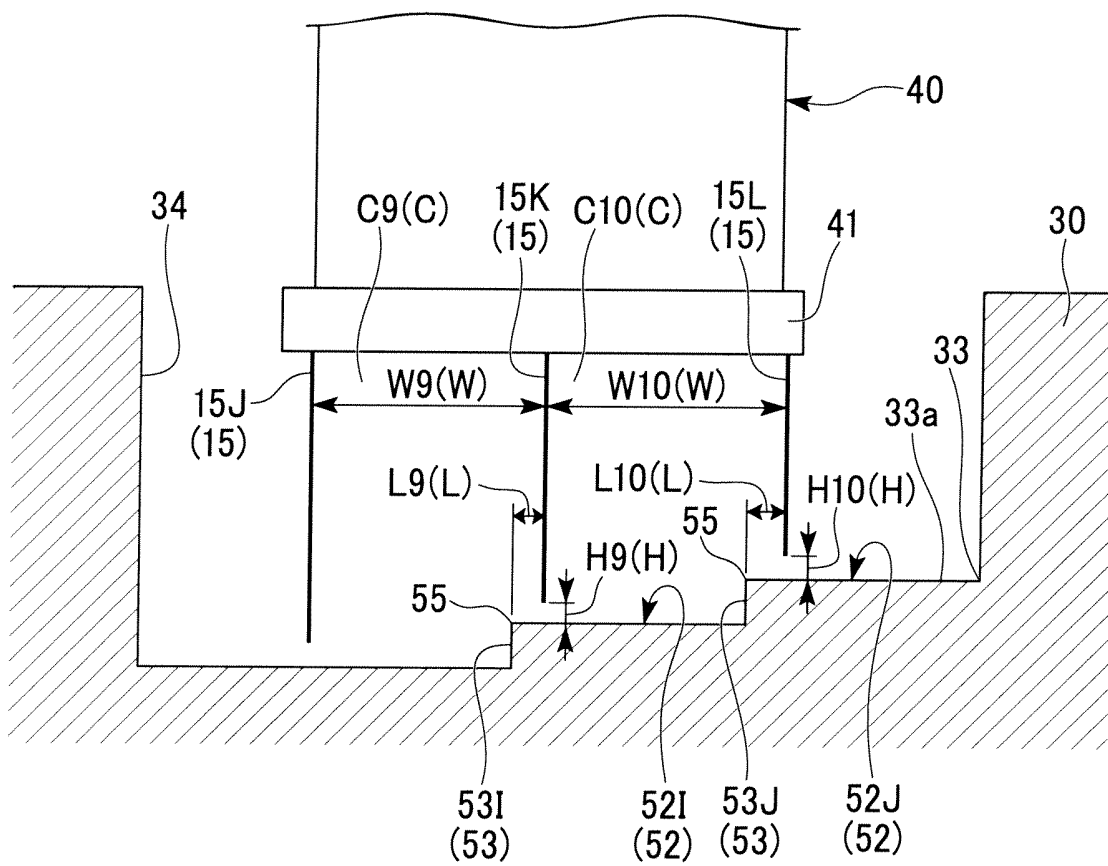 40
34
C9(C)
15K
(15)
C10(C)
15L
(15)
41
30
15J
(15)
W9(W)
W10(W)
33
33a
L9(L)
L10(L)
H10(H)
55
H9(H)
55
53I
(53)
52I
(52)
53J
(53)
52J
(52)